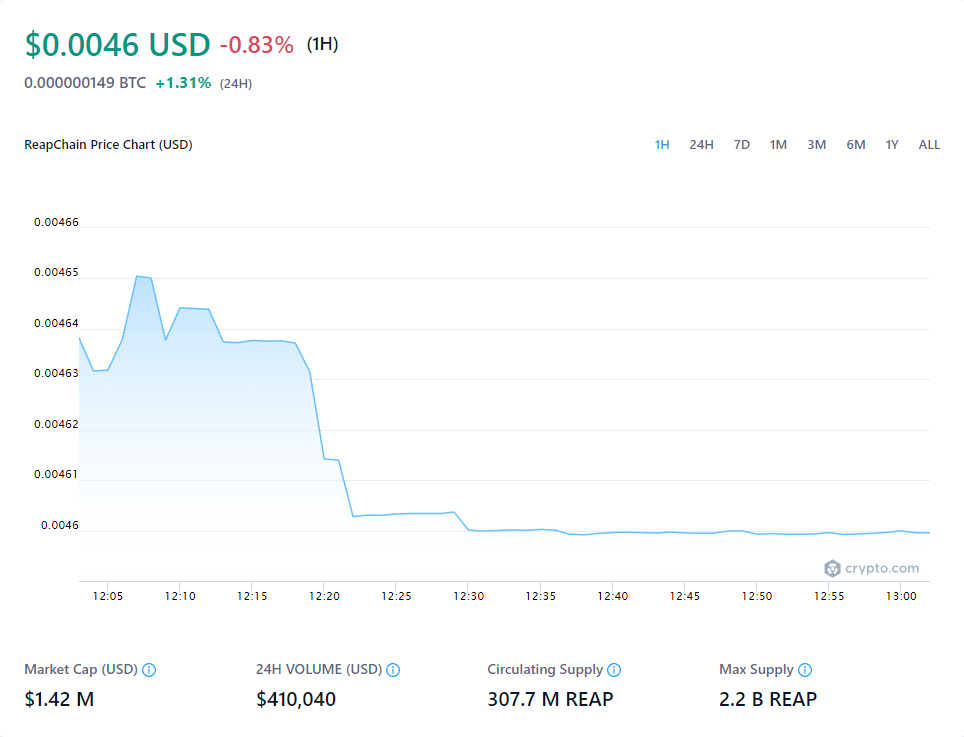 $0.0046 USD -0.83% (1H)
0.000000149 BTC +1.31% (24H)
ReapChain Price Chart (USD) 1H 24H 7D 1M 3M 6M 1Y ALL
0.00466
0.00465
0.00464
0.00463
0.00462
0.00461
0.0046
crypto.com
12:05 12:10 12:15 12:20 12:25 12:30 12:35 12:40 12:45 12:50 12:55 13:00
Market Cap (USD) 24H VOLUME (USD) Circulating Supply Max Supply
$1.42 M $410,040 307.7 M REAP 2.2 B REAP